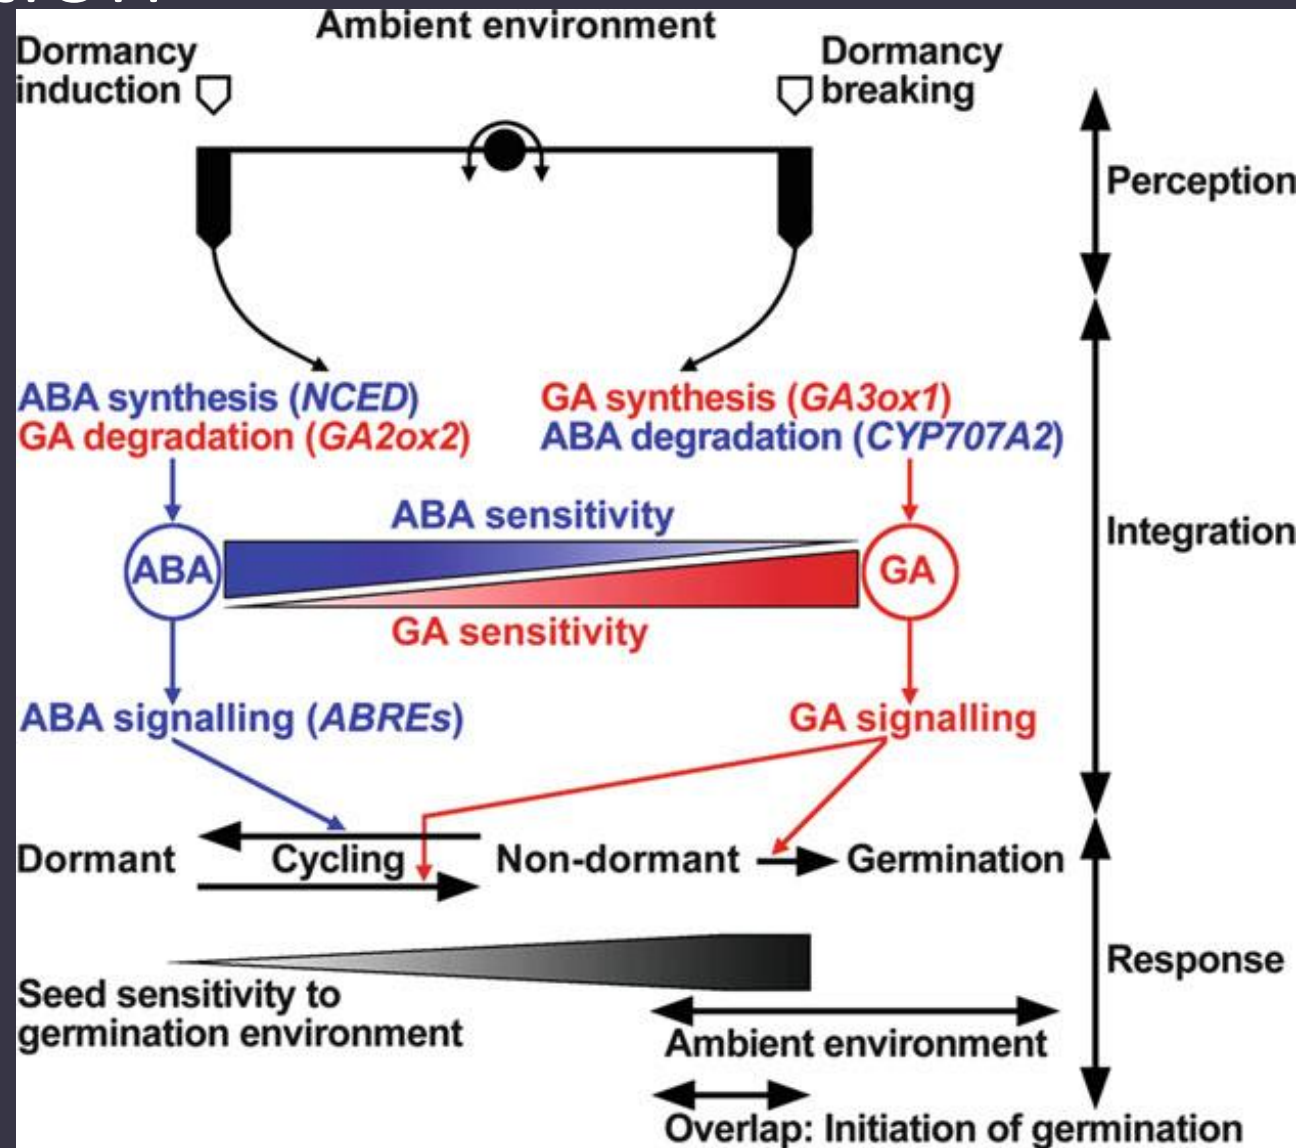 Ambient environment
Dormancy
induction
Dormancy
breaking
Perception
ABA synthesis (NCED)
GA degradation (GA2ox2)
GA synthesis (GA3ox1)
ABA degradation (CYP707A2)
ABA sensitivity
ABA
GA
Integration
GA sensitivity
ABA signalling (ABREs)
GA signalling
Dormant
Cycling
Non-dormant
Germination
Response
Seed sensitivity to
germination environment
Ambient environment
Overlap: Initiation of germination